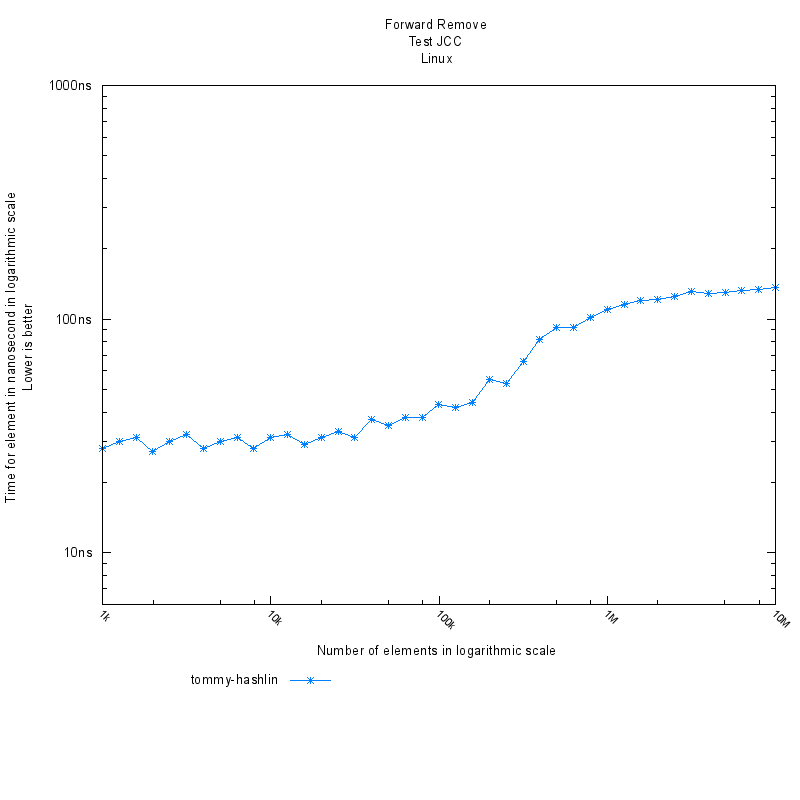 Forward Remove
Test JCC
Linux
1000ns
100ns
10ns
Time for element in nanosecond in logarithmic scale
Lower is better
1k
10k
100k
1M
10M
Number of elements in logarithmic scale
tommy-hashlin